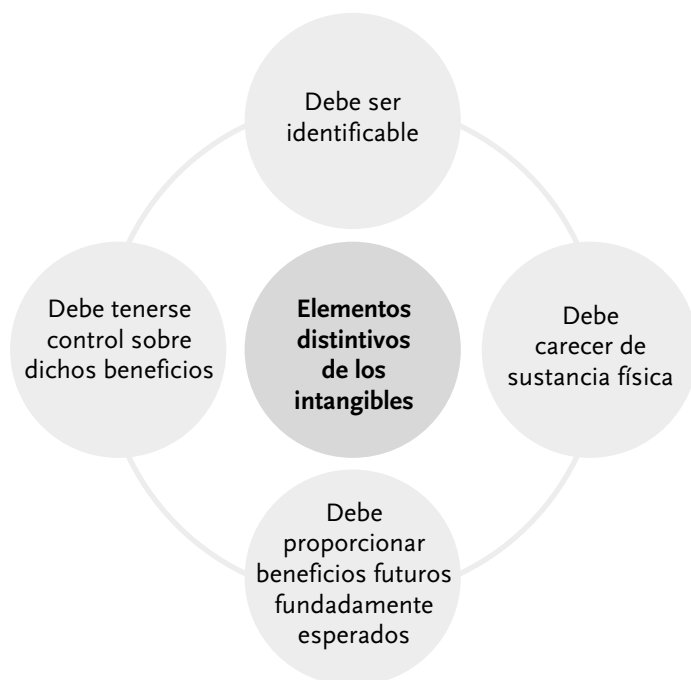 Debe ser
identificable
Debe tenerse
control sobre
dichos beneficios
Elementos
distintivos
de los
intangibles
Debe
carecer de
sustancia física
Debe
proporcionar
beneficios futuros
fundadamente
esperados